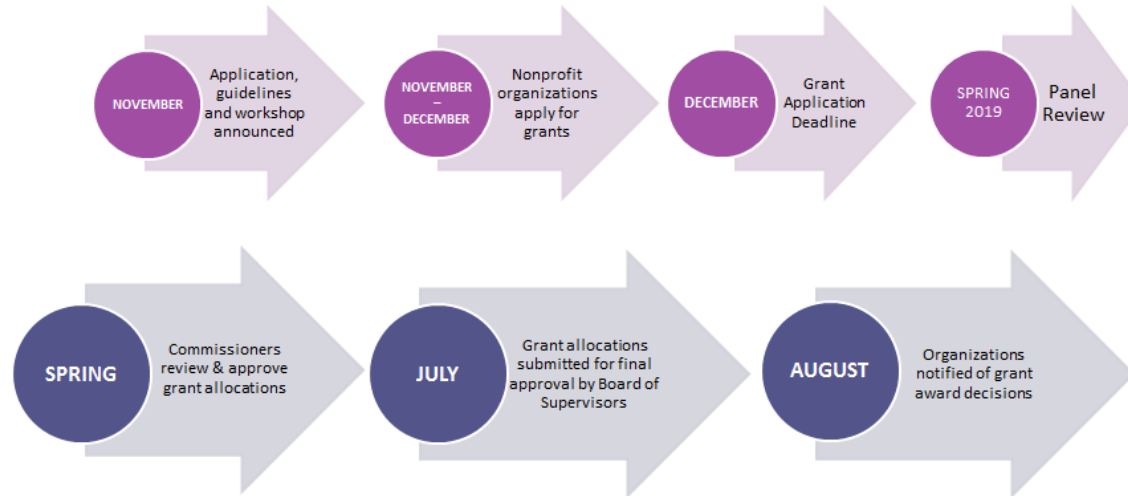 NOVEMBER
Application,
guidelines
and workshop
announced
NOVEMBER
–
DECEMBER
Nonprofit
organizations
apply for
grants
DECEMBER
Grant
Application
Deadline
SPRING
2019
Panel
Review
SPRING
Commissioners
review & approve
grant allocations
JULY
Grant allocations
submitted for final
approval by Board of
Supervisors
AUGUST
Organizations
notified of grant
award decisions